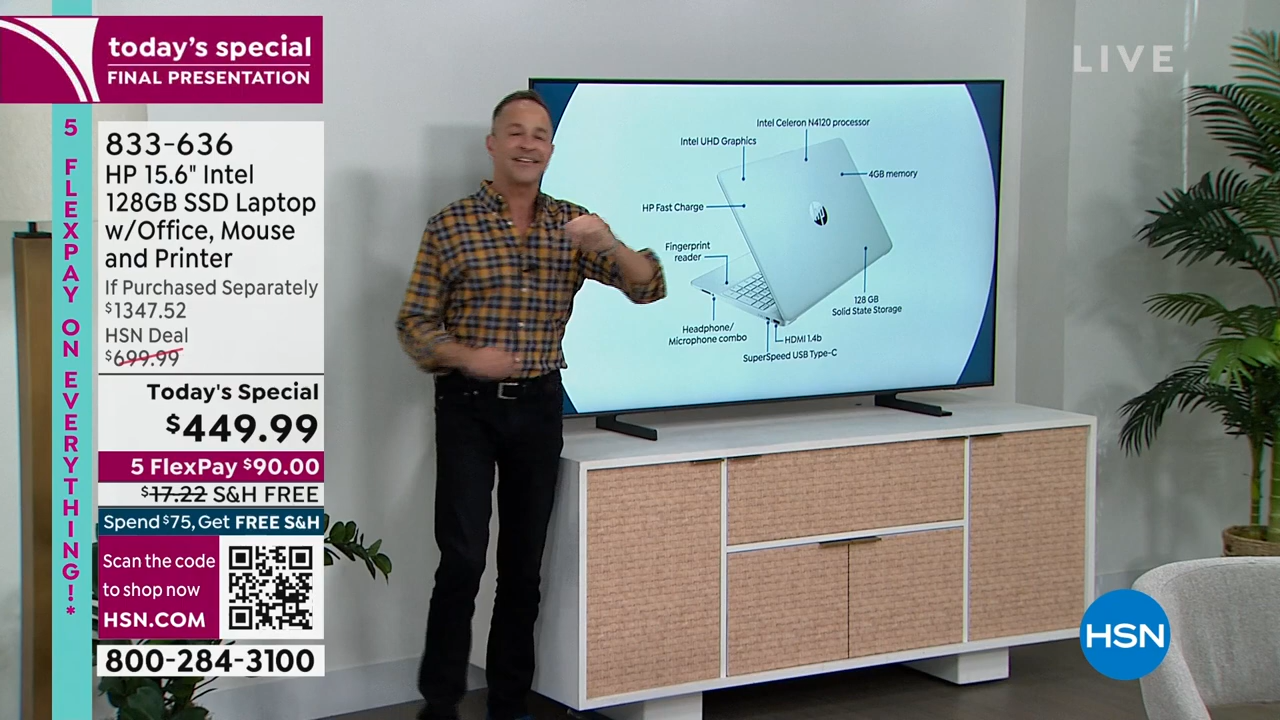 today's special
FINAL PRESENTATION
5 FLEXPAY ON EVERYTHING!*
833-636
HP 15.6" Intel
128GB SSD Laptop
w/Office, Mouse
and Printer
If Purchased Separately
$1347.52
HSN Deal
$699.99
Today's Special
$449.99
5 FlexPay $90.00
$17.22 S&H FREE
Spend $75, Get FREE S&H
Scan the code
to shop now
HSN.COM
800-284-3100
LIVE
Intel Celeron N4120 processor
Intel UHD Graphics
4GB memory
HP Fast Charge
hp
Fingerprint
reader
128 GB
Solid State Storage
Headphone/
Microphone combo
HDMI 1.4b
SuperSpeed USB Type-C
HSN